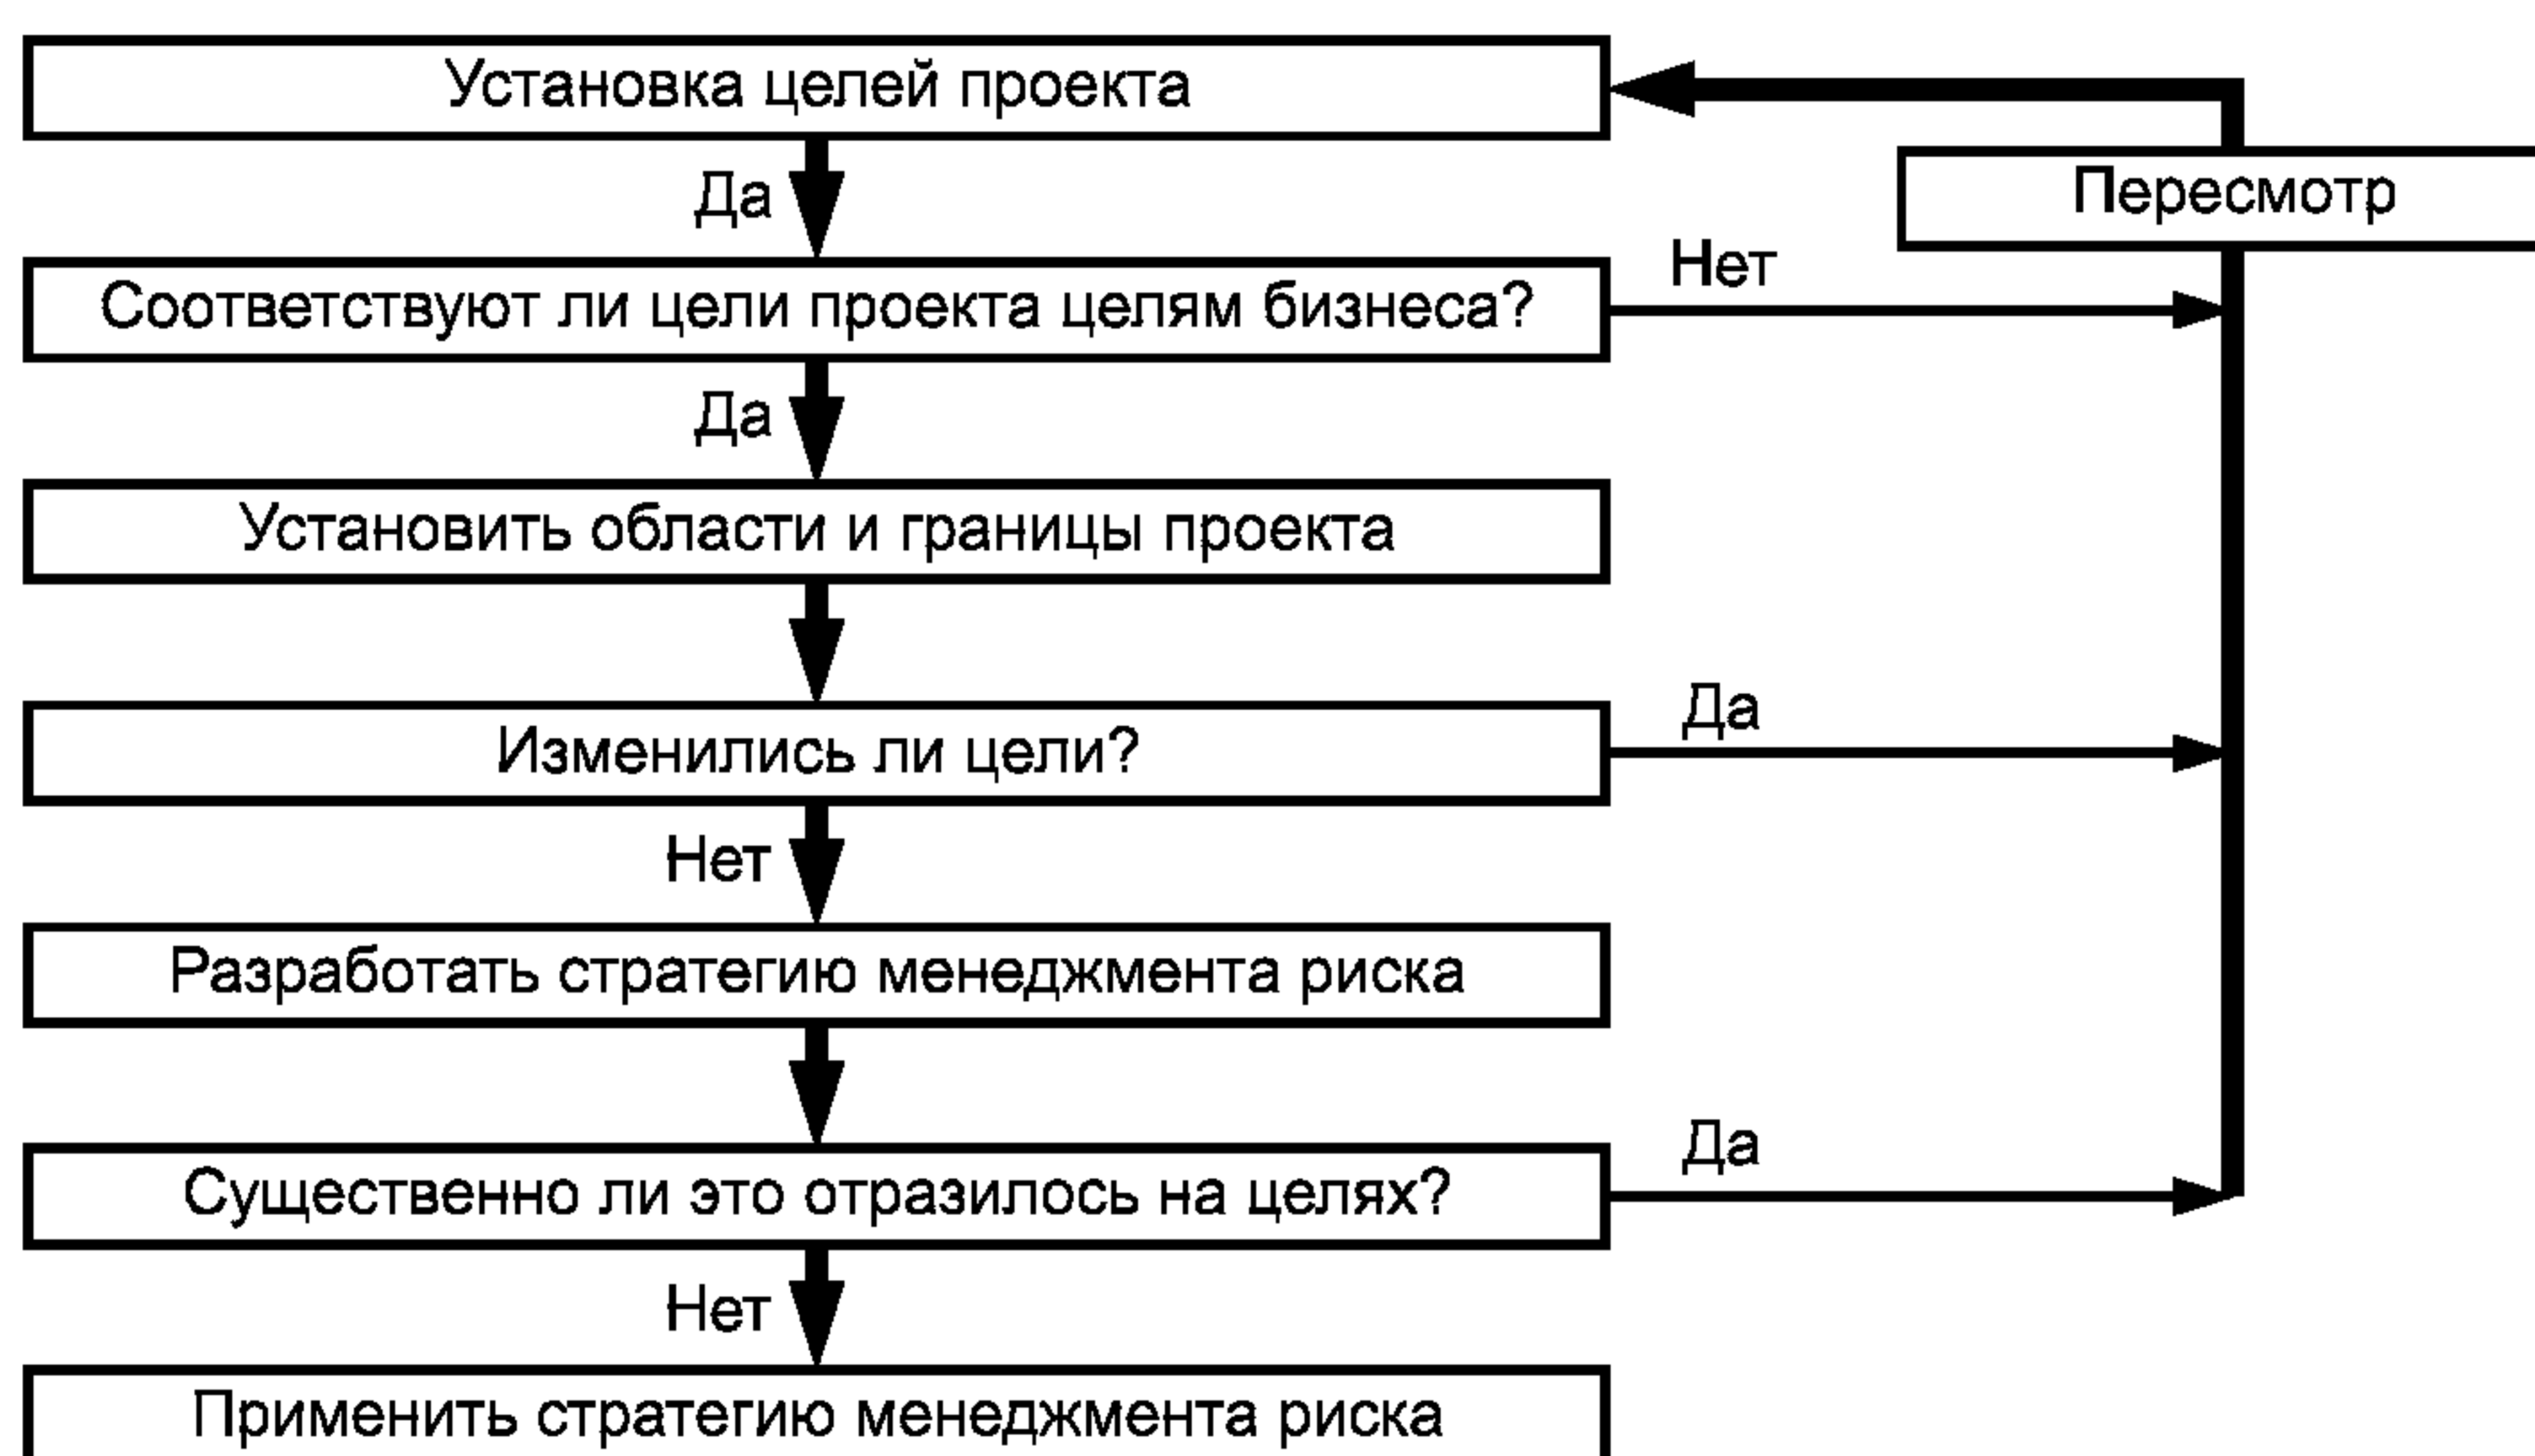 Установка целей проекта
Да
Пересмотр
Соответствуют ли цели проекта целям бизнеса?
Нет
Да
Установить области и границы проекта
Изменились ли цели?
Да
Нет
Разработать стратегию менеджмента риска
Существенно ли это отразилось на целях?
Да
Нет
Применить стратегию менеджмента риска